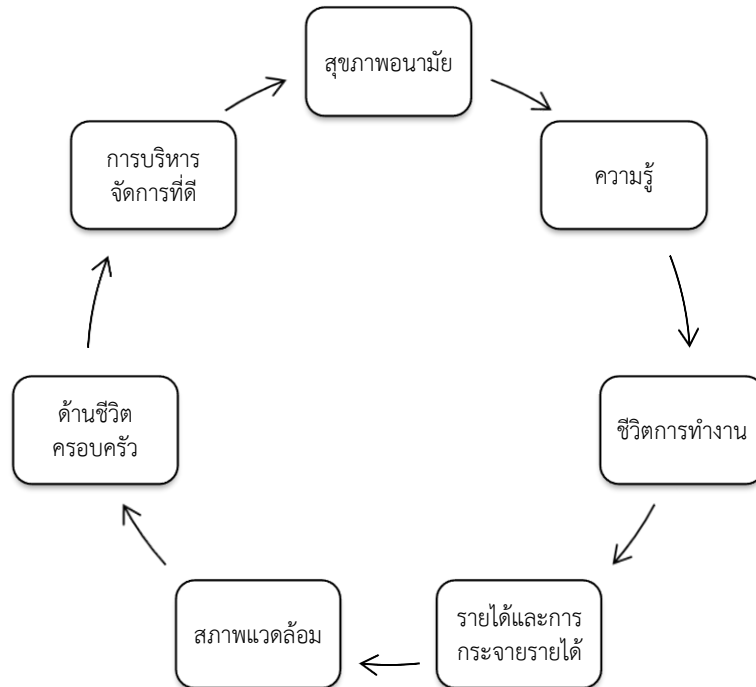 สุขภาพอนามัย
ความรู้
ชีวิตการทำงาน
รายได้และการ
กระจายรายได้
สภาพแวดล้อม
ด้านชีวิต
ครอบครัว
การบริหาร
จัดการที่ดี